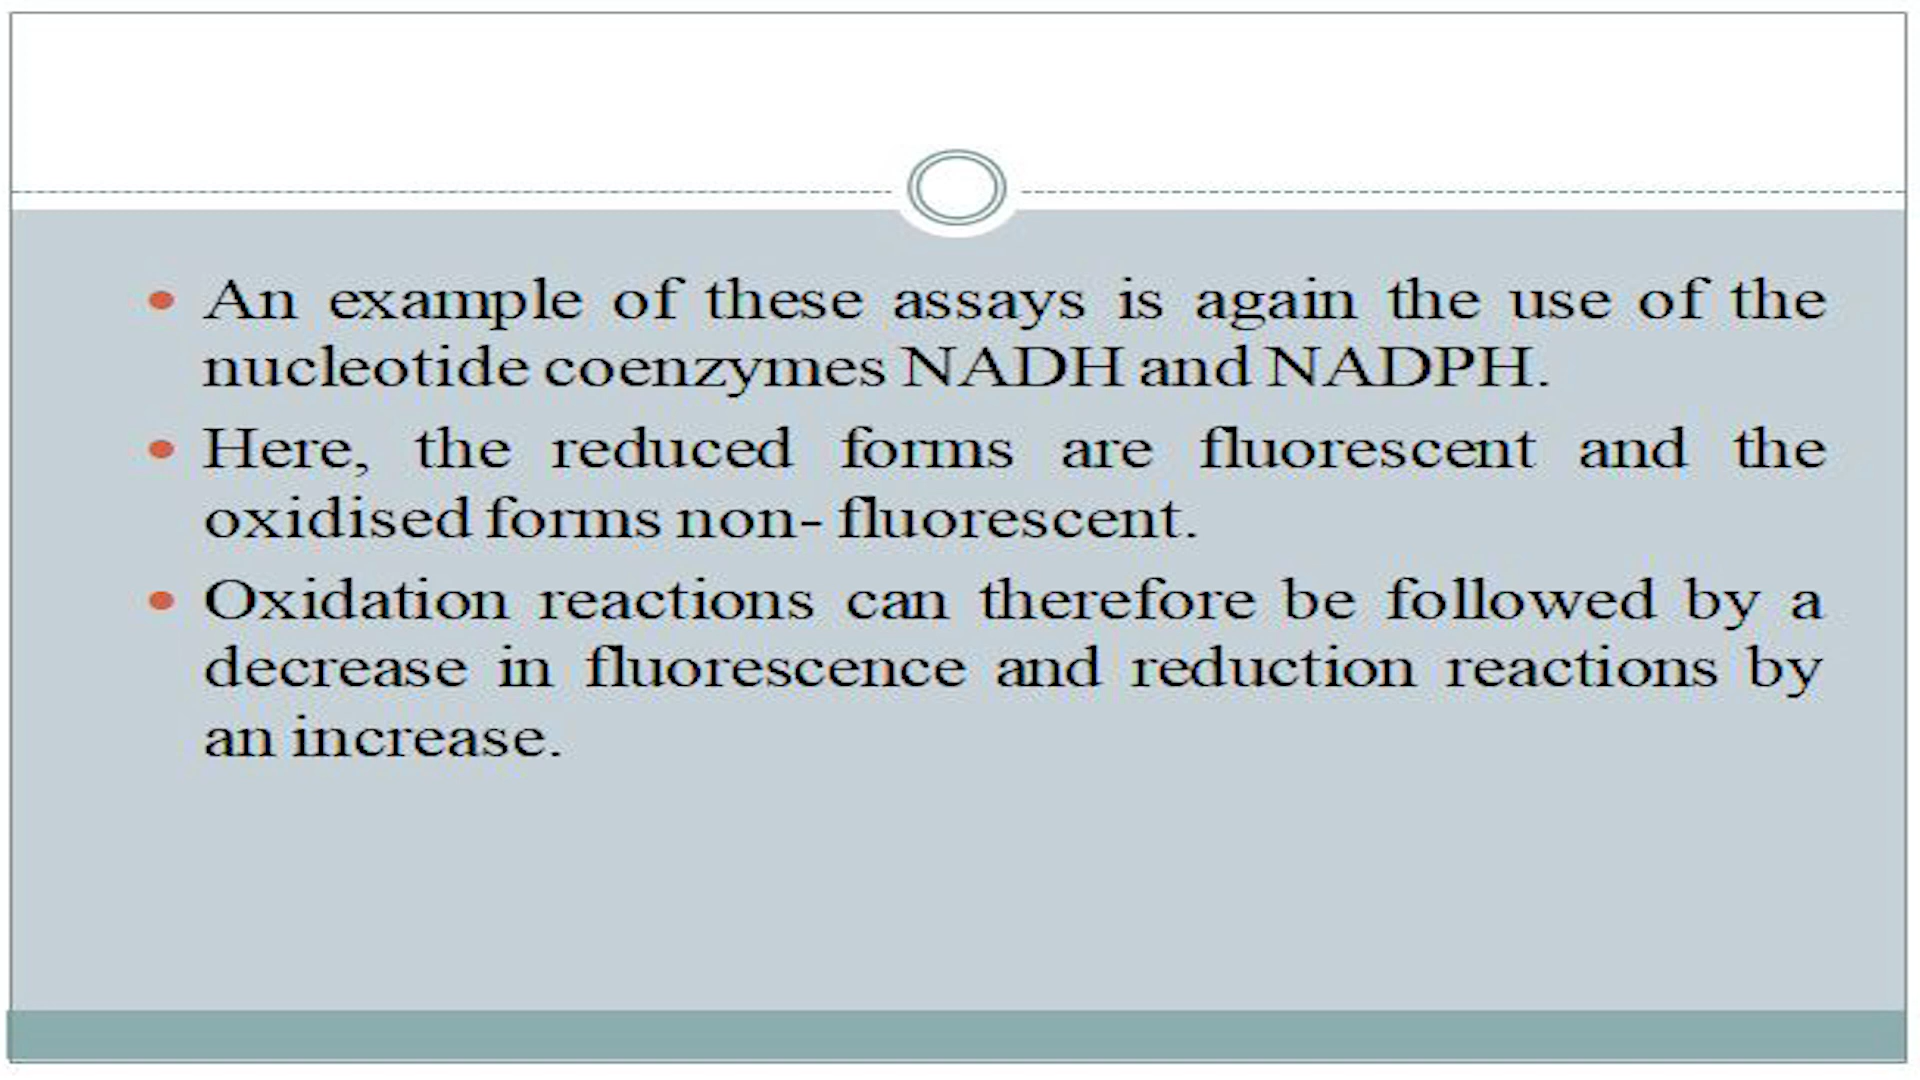 An example of these assays is again the use of the
nucleotide coenzymes NADH and NADPH.
Here, the reduced forms are fluorescent and the
oxidised forms non- fluorescent.
Oxidation reactions can therefore be followed by a
decrease in fluorescence and reduction reactions by
an increase.